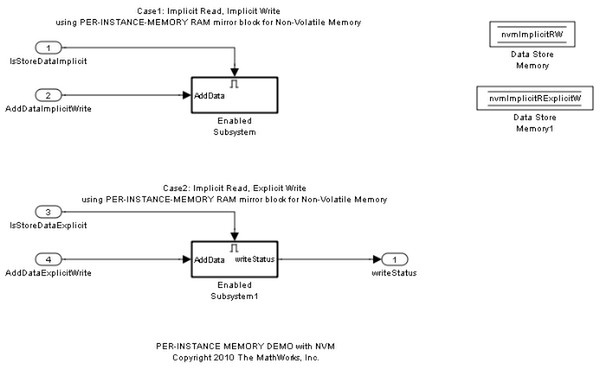 Case1: Implicit Read, Implicit Write
using PER-INSTANCE-MEMORY RAM mirror block for Non-Volatile Memory
1
IsStoreDataImplicit
2
AddDataImplicitWrite
AddData
Enabled
Subsystem
nvmImplicitRW
Data Store
Memory
nvmImplicitRExplicitW
Data Store
Memory1
Case2: Implicit Read, Explicit Write
using PER-INSTANCE-MEMORY RAM mirror block for Non-Volatile Memory
3
IsStoreDataExplicit
4
AddDataExplicitWrite
AddData
writeStatus
Enabled
Subsystem1
1
writeStatus
PER-INSTANCE MEMORY DEMO with NVM
Copyright 2010 The MathWorks, Inc.